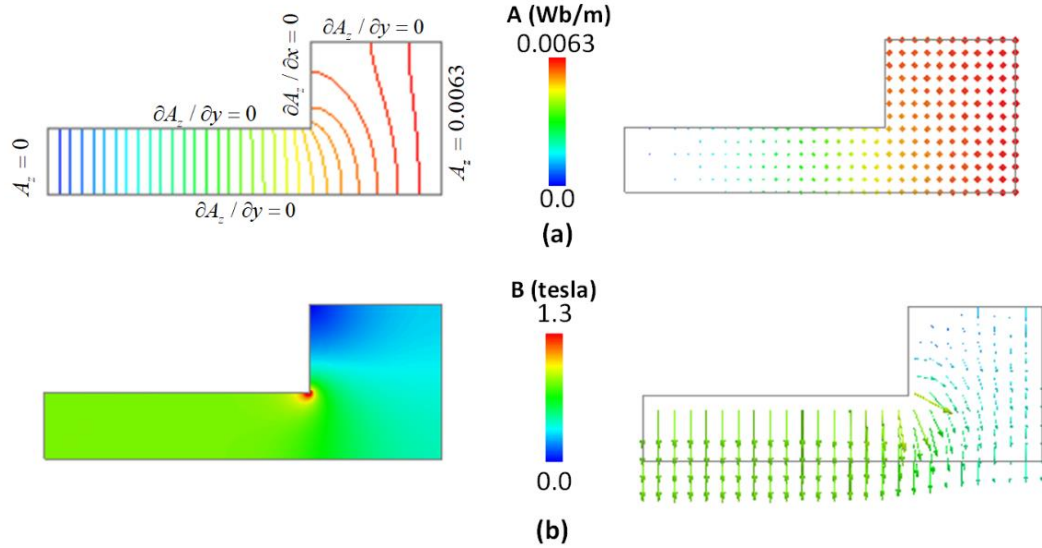 ∂A_z / ∂y = 0
∂A_z / ∂x = 0
∂A_z / ∂y = 0
A_z = 0
A_z = 0.0063
∂A_z / ∂y = 0
A (Wb/m)
0.0063
0.0
(a)
B (tesla)
1.3
0.0
(b)